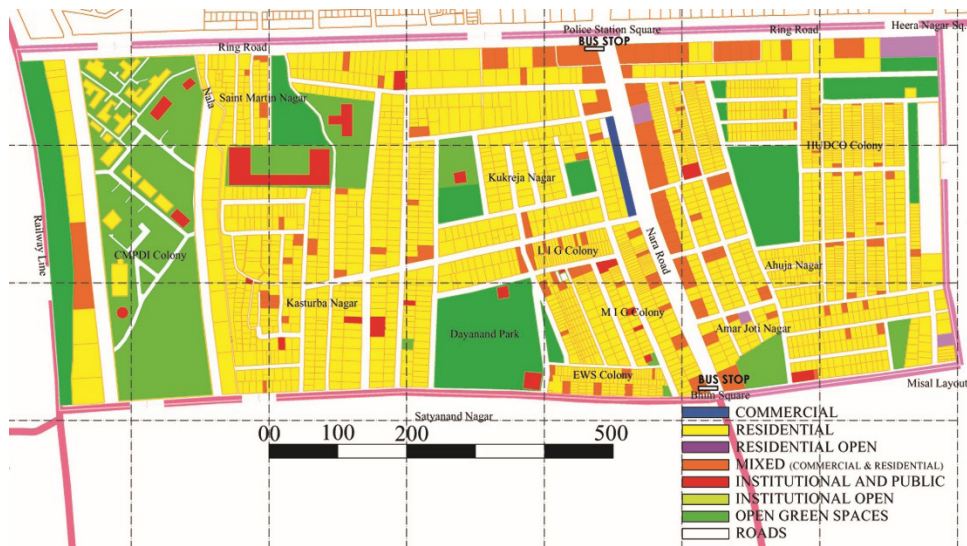 Police Station Square
Heera Nagar Sq.
BUS STOP
Ring Road
Ring Road
Nala
Saint Martin Nagar
HUDCO Colony
Kukreja Nagar
Railway Line
Nara Road
L I G Colony
CMPDI Colony
Ahuja Nagar
Kasturba Nagar
M I G Colony
Dayanand Park
Amar Joti Nagar
EWS Colony
BUS STOP
Misal Layout
Bhim Square
Satyanand Nagar
00 100 200 500
COMMERCIAL
RESIDENTIAL
RESIDENTIAL OPEN
MIXED (COMMERCIAL & RESIDENTIAL)
INSTITUTIONAL AND PUBLIC
INSTITUTIONAL OPEN
OPEN GREEN SPACES
ROADS